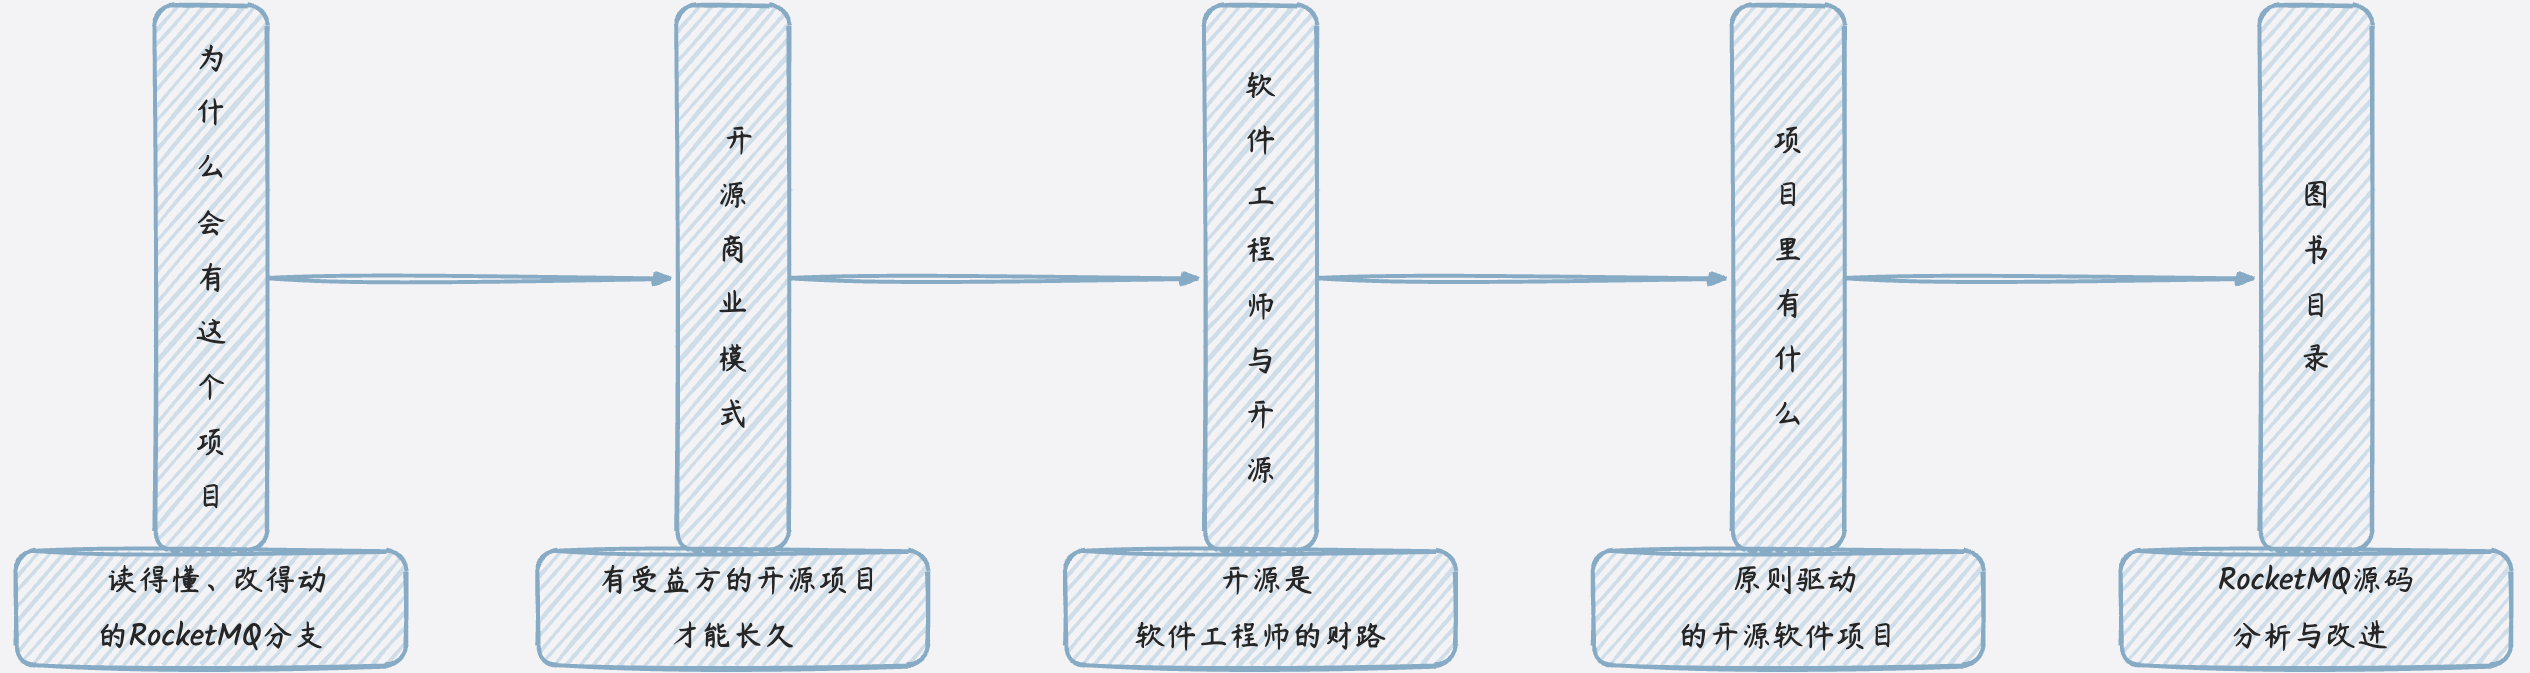 为什么会有这个项目
读得懂、改得动
的RocketMQ分支
开源商业模式
有受益方的开源项目
才能长久
软件工程师与开源
开源是
软件工程师的财路
项目里有什么
原则驱动
的开源软件项目
图书目录
RocketMQ源码
分析与改进